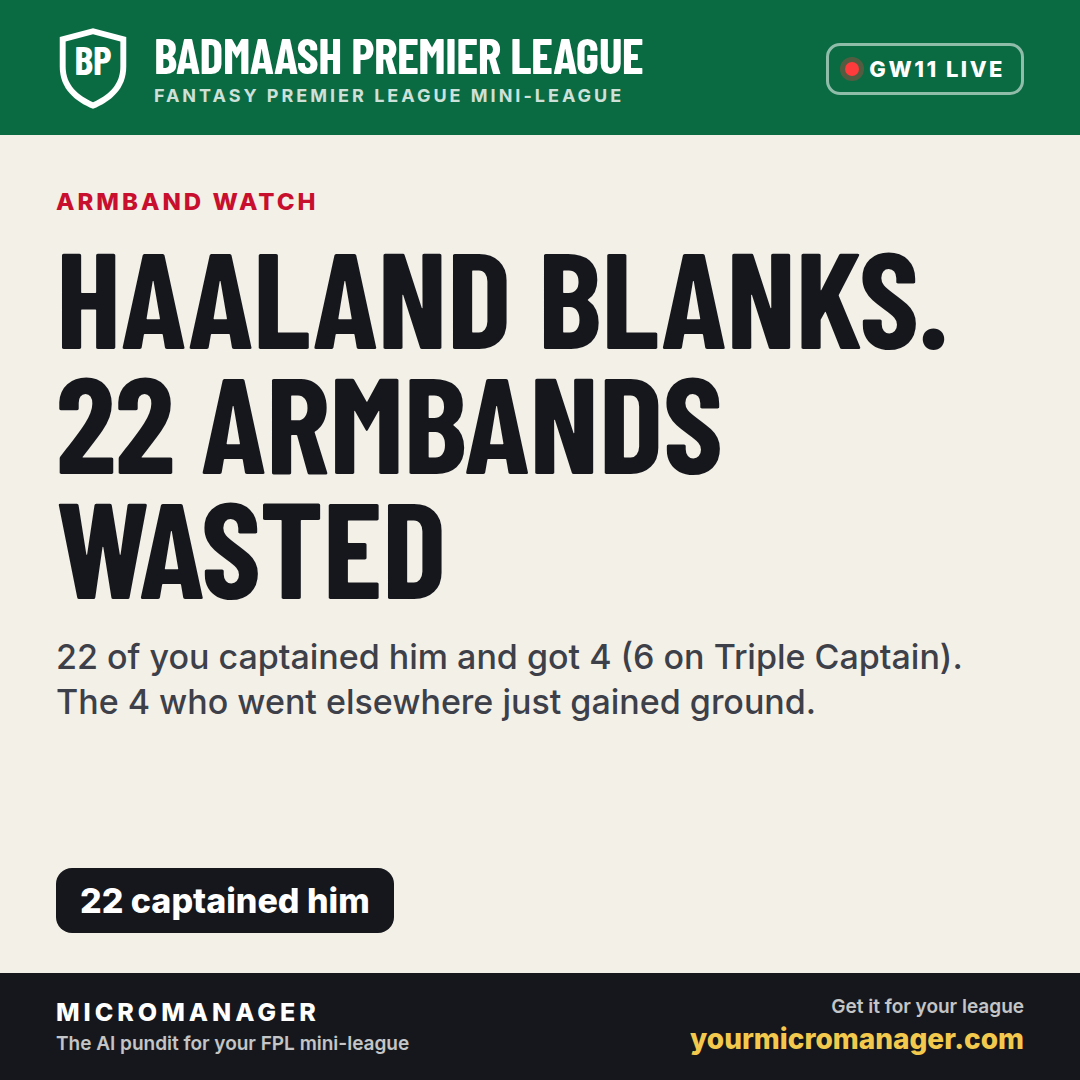 BP
BADMAASH PREMIER LEAGUE
FANTASY PREMIER LEAGUE MINI-LEAGUE
GW11 LIVE
ARMBAND WATCH
HAALAND BLANKS.
22 ARMBANDS
WASTED
22 of you captained him and got 4 (6 on Triple Captain).
The 4 who went elsewhere just gained ground.
22 captained him
MICROMANAGER
The AI pundit for your FPL mini-league
Get it for your league
yourmicromanager.com